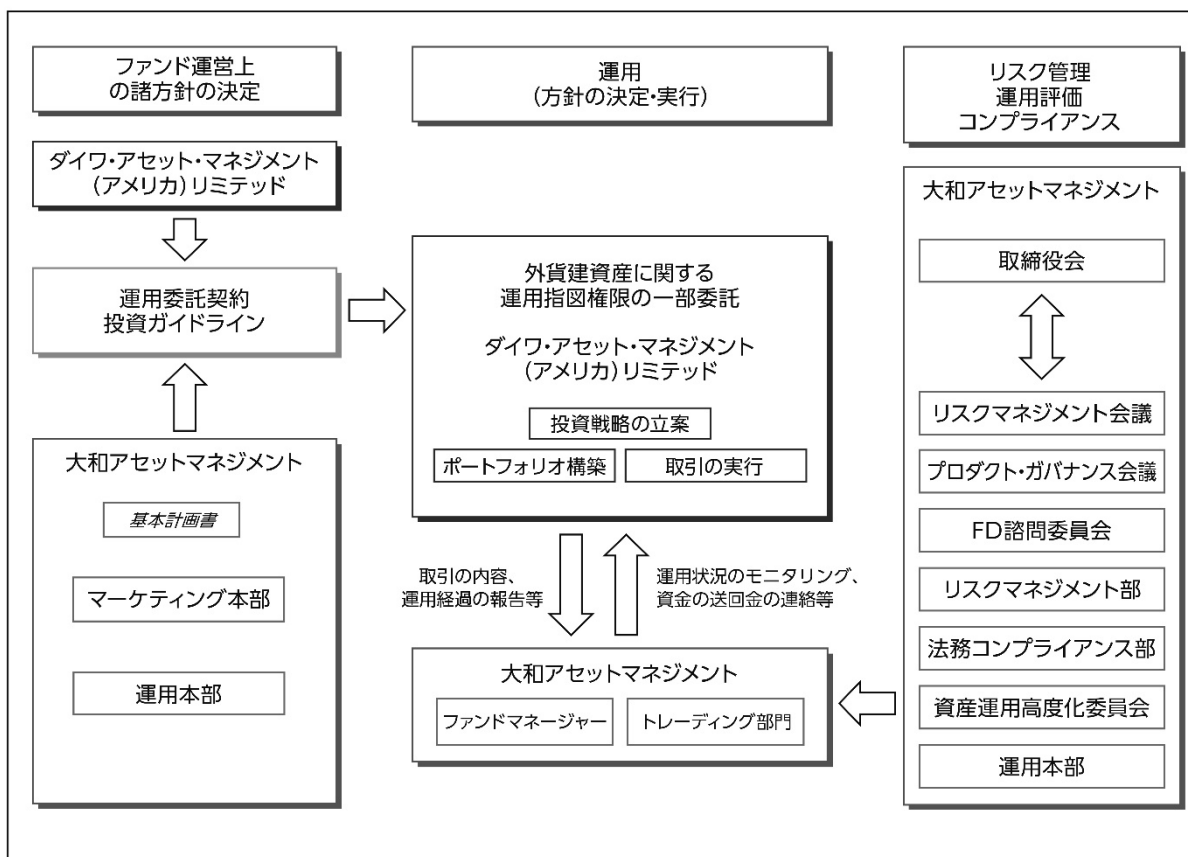 ファンド運営上
の諸方針の決定
ダイワ・アセット・マネジメント
(アメリカ)リミテッド
運用委託契約
投資ガイドライン
大和アセットマネジメント
基本計画書
マーケティング本部
運用本部
運用
(方針の決定・実行)
外貨建資産に関する
運用指図権限の一部委託
ダイワ・アセット・マネジメント
(アメリカ)リミテッド
投資戦略の立案
ポートフォリオ構築
取引の実行
取引の内容、
運用経過の報告等
運用状況のモニタリング、
資金の送回金の連絡等
大和アセットマネジメント
ファンドマネージャー
トレーディング部門
リスク管理
運用評価
コンプライアンス
大和アセットマネジメント
取締役会
リスクマネジメント会議
プロダクト・ガバナンス会議
FD諮問委員会
リスクマネジメント部
法務コンプライアンス部
資産運用高度化委員会
運用本部